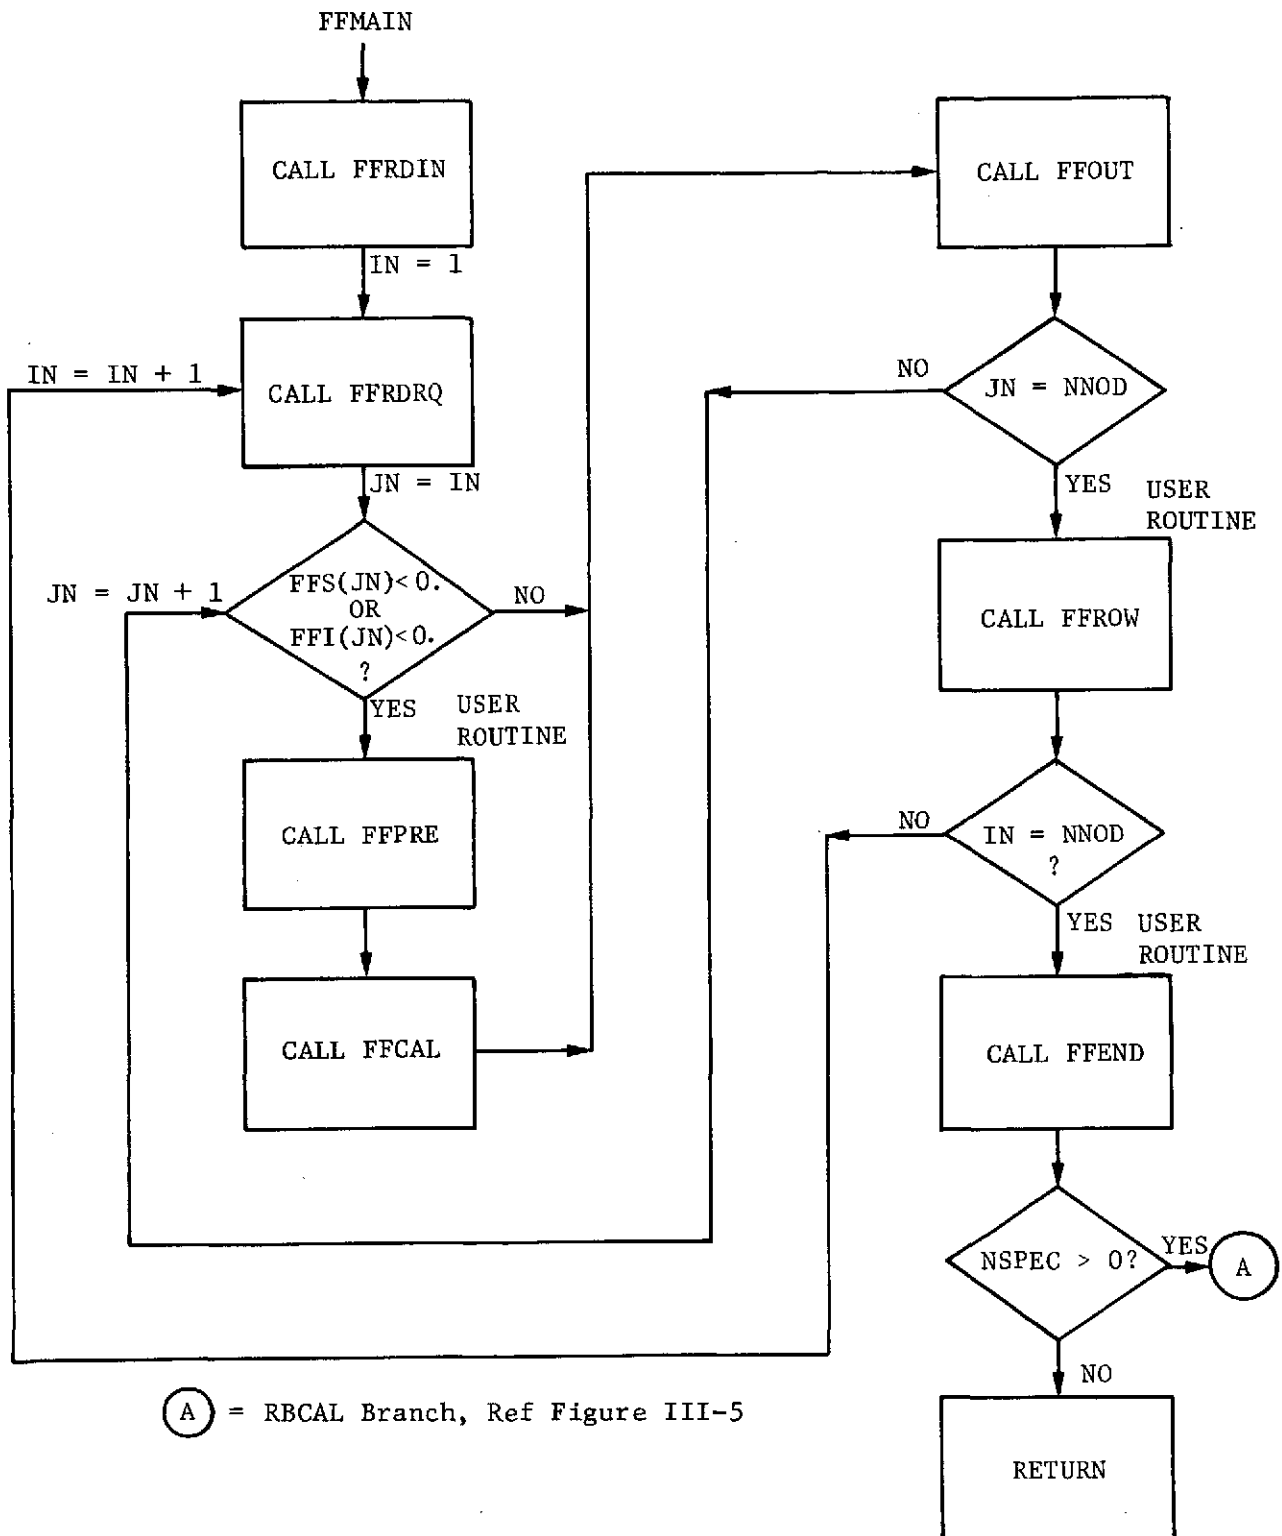 FFMAIN
CALL FFRDIN
IN = 1
IN = IN + 1
CALL FFRDRQ
JN = IN
JN = JN + 1
FFS(JN)<0.
OR
FFI(JN)<0.
?
NO
YES
USER
ROUTINE
CALL FFPRE
CALL FFCAL
CALL FFOUT
NO
JN = NNOD
YES
USER
ROUTINE
CALL FFROW
NO
IN = NNOD
?
YES
USER
ROUTINE
CALL FFEND
NSPEC > 0?
YES
A
NO
RETURN
A = RBCAL Branch, Ref Figure III-5